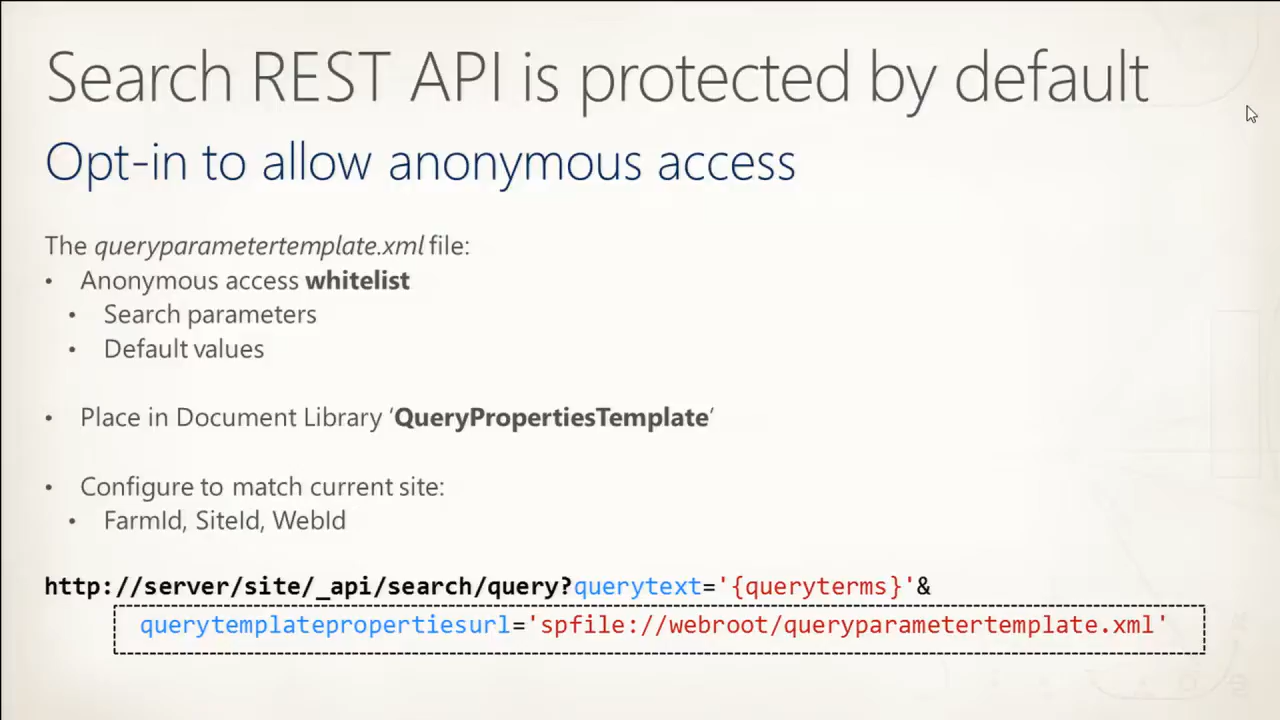 Search REST API is protected by default
Opt-in to allow anonymous access
The queryparametertemplate.xml file:
• Anonymous access whitelist
• Search parameters
• Default values
• Place in Document Library ‘QueryPropertiesTemplate’
• Configure to match current site:
• FarmId, SiteId, WebId
http://server/site/_api/search/query?querytext='{queryterms}'&
querytemplatepropertiesurl='spfile://webroot/queryparametertemplate.xml'